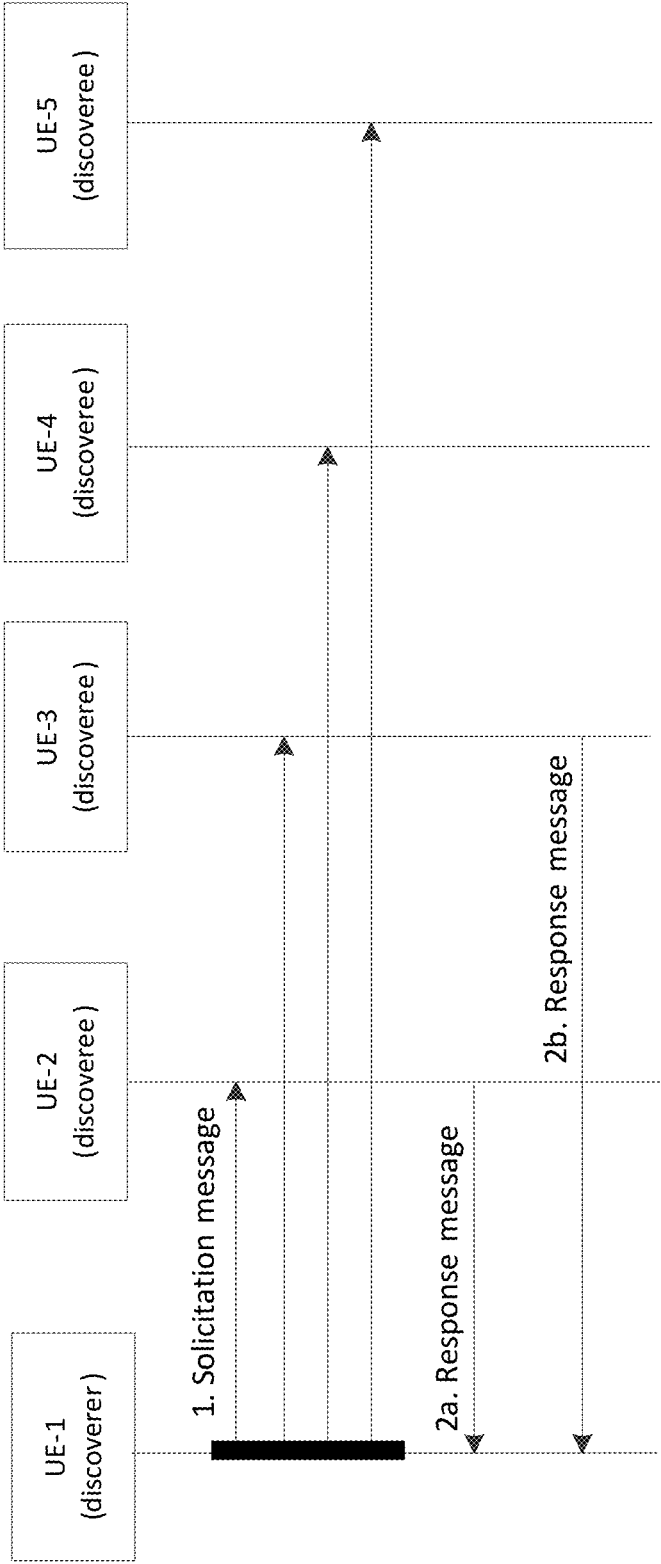 UE-1
(discoverer)
UE-2
(discoveree)
UE-3
(discoveree)
UE-4
(discoveree)
UE-5
(discoveree)
1. Solicitation message
2a. Response message
2b. Response message